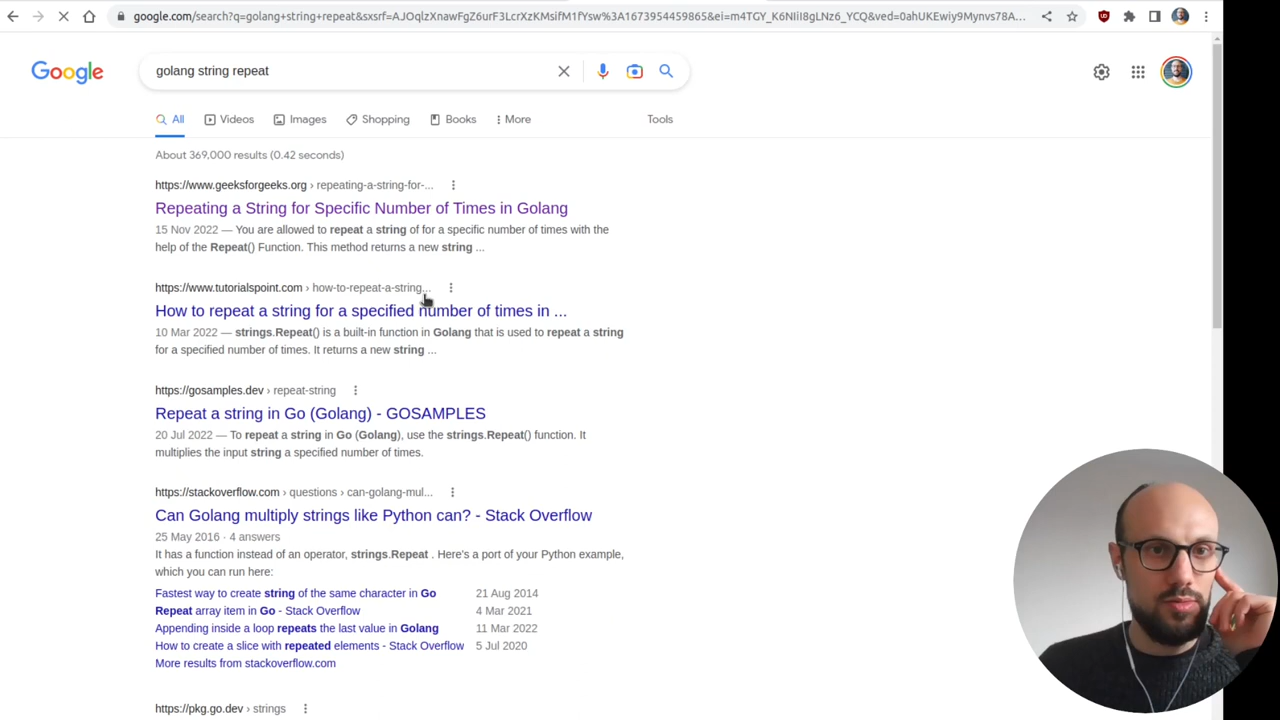 google.com/search?q=golang+string+repeat&sxsrf=AJOqlzXnawFgZ6urF3LcrXzKMsifM1fYsw%3A1673954459865&ei=m4TGY_K6NIiI8gLNz6_YCQ&ved=0ahUKEwiy9Mynvs78A...
Google
golang string repeat
All
Videos
Images
Shopping
Books
More
Tools
About 369,000 results (0.42 seconds)
https://www.geeksforgeeks.org › repeating-a-string-for-...
Repeating a String for Specific Number of Times in Golang
15 Nov 2022 — You are allowed to repeat a string of for a specific number of times with the
help of the Repeat() Function. This method returns a new string ...
https://www.tutorialspoint.com › how-to-repeat-a-string...
How to repeat a string for a specified number of times in ...
10 Mar 2022 — strings.Repeat() is a built-in function in Golang that is used to repeat a string
for a specified number of times. It returns a new string ...
https://gosamples.dev › repeat-string
Repeat a string in Go (Golang) - GOSAMPLES
20 Jul 2022 — To repeat a string in Go (Golang), use the strings.Repeat() function. It
multiplies the input string a specified number of times.
https://stackoverflow.com › questions › can-golang-mul...
Can Golang multiply strings like Python can? - Stack Overflow
25 May 2016 · 4 answers
It has a function instead of an operator, strings.Repeat . Here's a port of your Python example,
which you can run here:
Fastest way to create string of the same character in Go 21 Aug 2014
Repeat array item in Go - Stack Overflow 4 Mar 2021
Appending inside a loop repeats the last value in Golang 11 Mar 2022
How to create a slice with repeated elements - Stack Overflow 5 Jul 2020
More results from stackoverflow.com
https://pkg.go.dev › strings